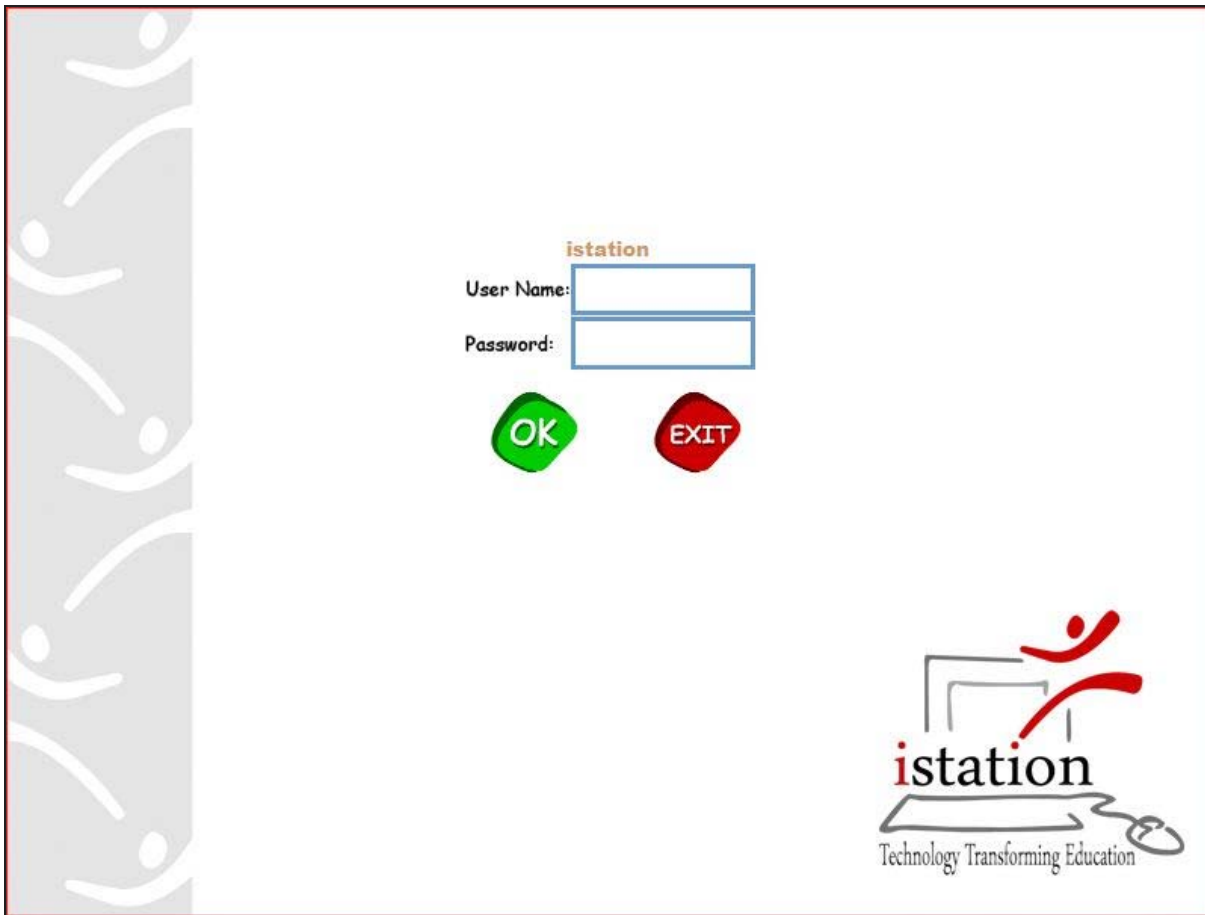 istation
User Name:
Password:
OK
EXIT
istation
Technology Transforming Education